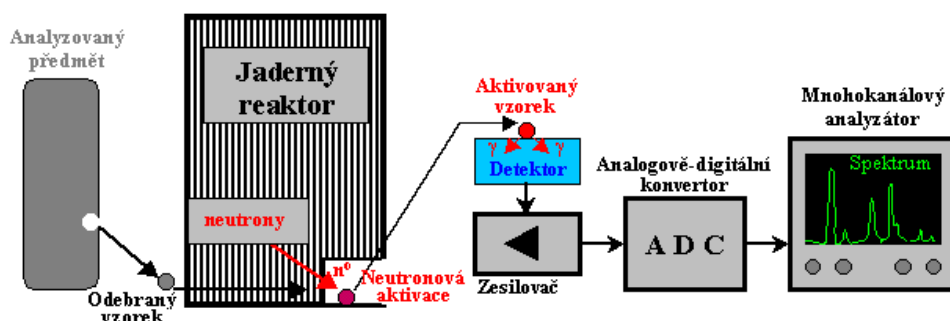 Analyzovaný
předmět
Odebraný
vzorek
Jaderný
reaktor
neutrony
n⁰
Neutronová
aktivace
Aktivovaný
vzorek
γ γ
Detektor
Zesilovač
Analogově-digitální
konvertor
A D C
Mnohokanálový
analyzátor
Spektrum